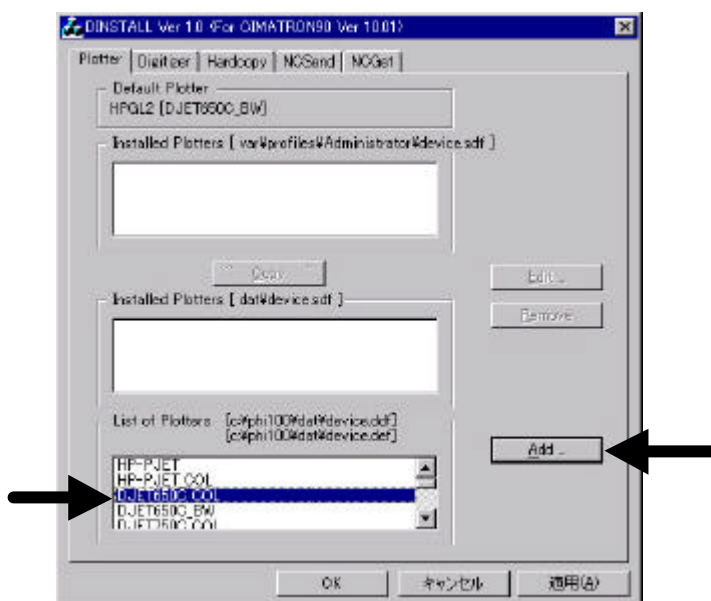 DINSTALL Ver 1.0 (For CIMATRON90 Ver 10.01)
Plotter Digitizer Hardcopy NCSend NCGet
Default Plotter
HPGL2 [DJET650C_BW]
Installed Plotters [ var¥profiles¥Administrator¥device.sdf ]
Copy
Edit ..
Installed Plotters [ dat¥device.sdf ]
Remove
List of Plotters [c:¥phi100¥dat¥device.ddf]
[c:¥phi100¥dat¥device.def]
Add ..
HP-PJET
HP-PJET COL
DJET650C_COL
DJET650C_BW
DJET750C_COL
OK キャンセル 適用(A)